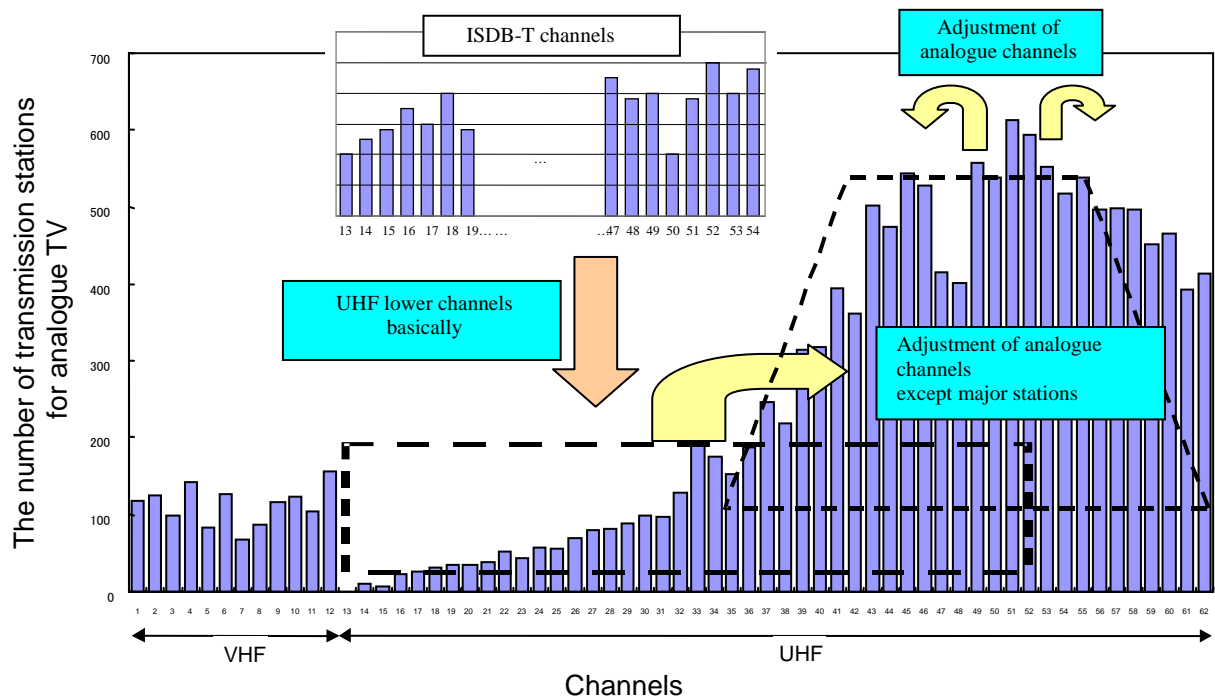 ISDB-T channels
Adjustment of
analogue channels
700
600
500
400
300
200
100
0
The number of transmission stations
for analogue TV
...
13 14 15 16 17 18 19... ... ...47 48 49 50 51 52 53 54
UHF lower channels
basically
Adjustment of analogue
channels
except major stations
1 2 3 4 5 6 7 8 9 10 11 12 13 14 15 16 17 18 19 20 21 22 23 24 25 26 27 28 29 30 31 32 33 34 35 36 37 38 39 40 41 42 43 44 45 46 47 48 49 50 51 52 53 54 55 56 57 58 59 60 61 62
VHF
UHF
Channels